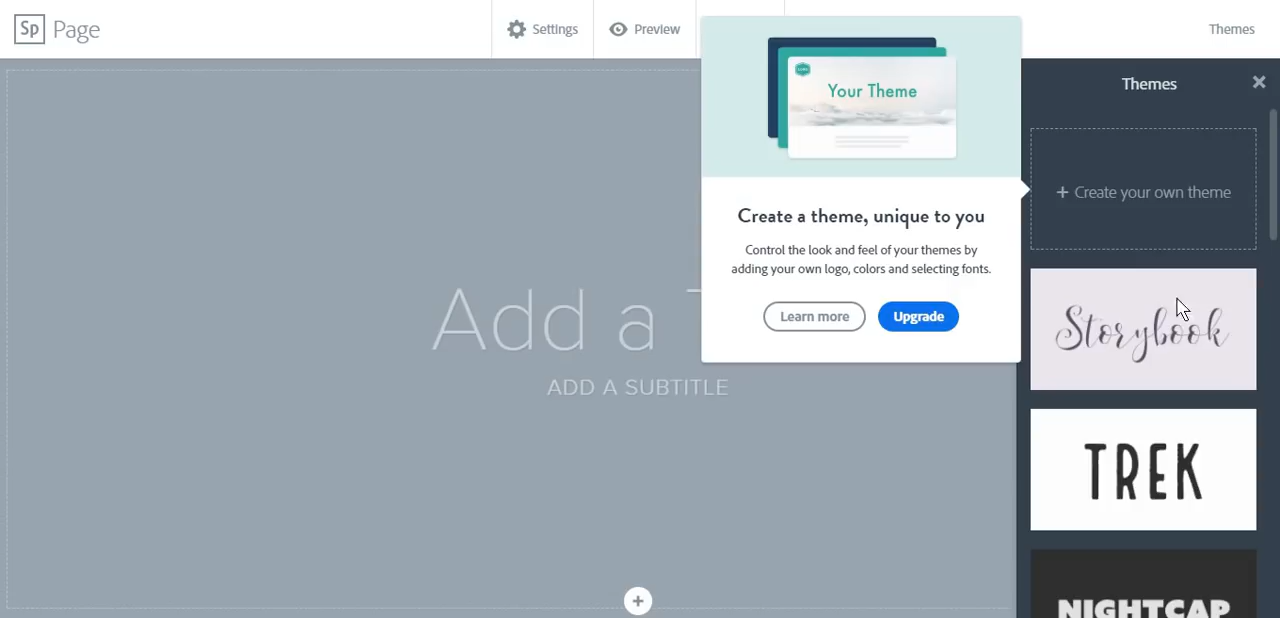 Sp Page
Settings
Preview
Themes
Your Theme
Create a theme, unique to you
Control the look and feel of your themes by
adding your own logo, colors and selecting fonts.
Learn more
Upgrade
Add a
ADD A SUBTITLE
Themes
+ Create your own theme
Storybook
TREK
NIGHTCAP